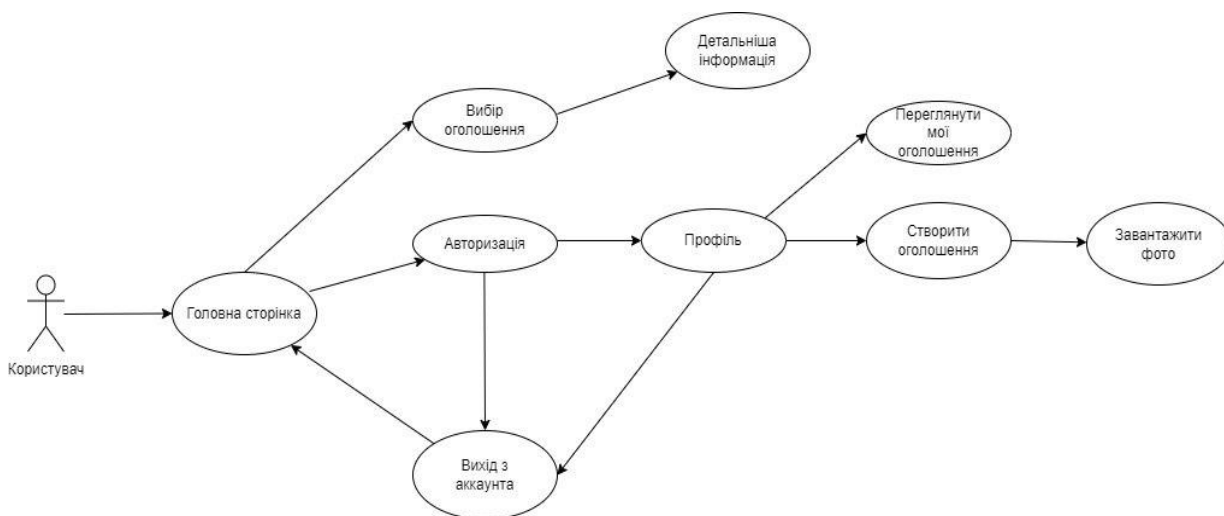 Детальніша
інформація
Вибір
оголошення
Переглянути
мої
оголошення
Авторизація
Профіль
Створити
оголошення
Завантажити
фото
Головна сторінка
Користувач
Вихід з
аккаунта